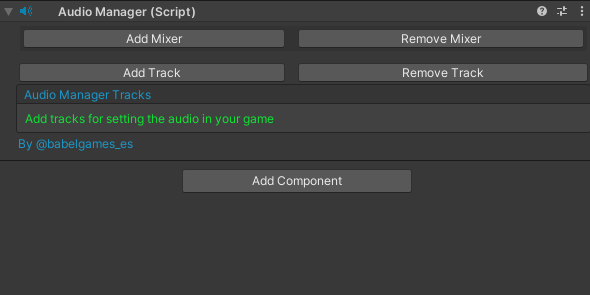 Audio Manager (Script)
Add Mixer
Remove Mixer
Add Track
Remove Track
Audio Manager Tracks
Add tracks for setting the audio in your game
By @babelgames_es
Add Component